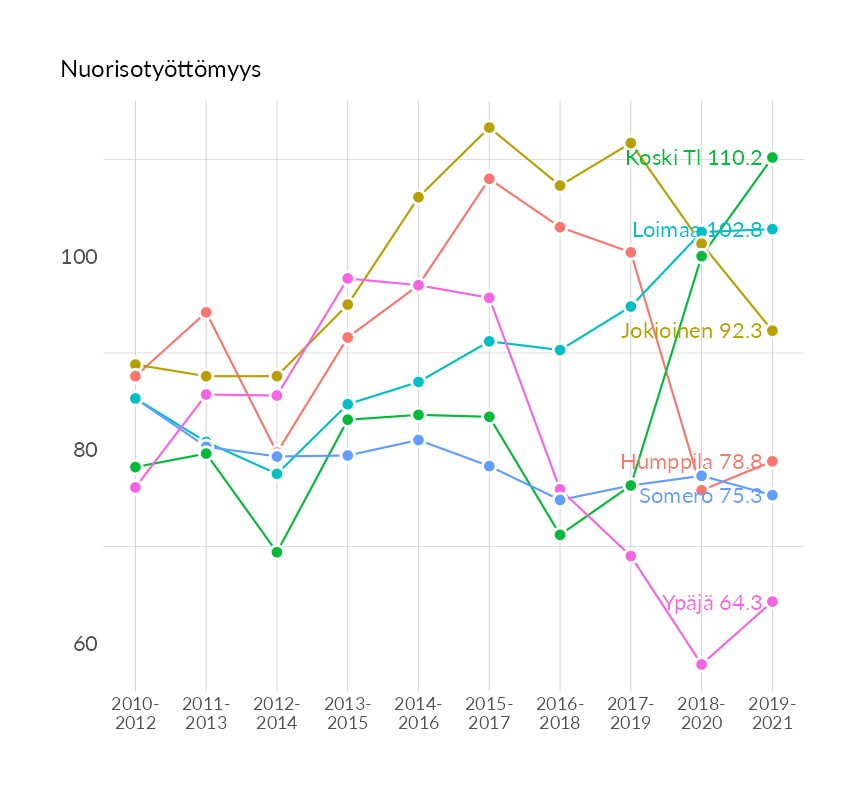 Nuorisotyöttömyys
Koski Tl 110.2
100
Loimaa 102.8
Jokioinen 92.3
80
Humppila 78.8
Somero 75.3
Ypäjä 64.3
60
2010- 2011- 2012- 2013- 2014- 2015- 2016- 2017- 2018- 2019-
2012 2013 2014 2015 2016 2017 2018 2019 2020 2021